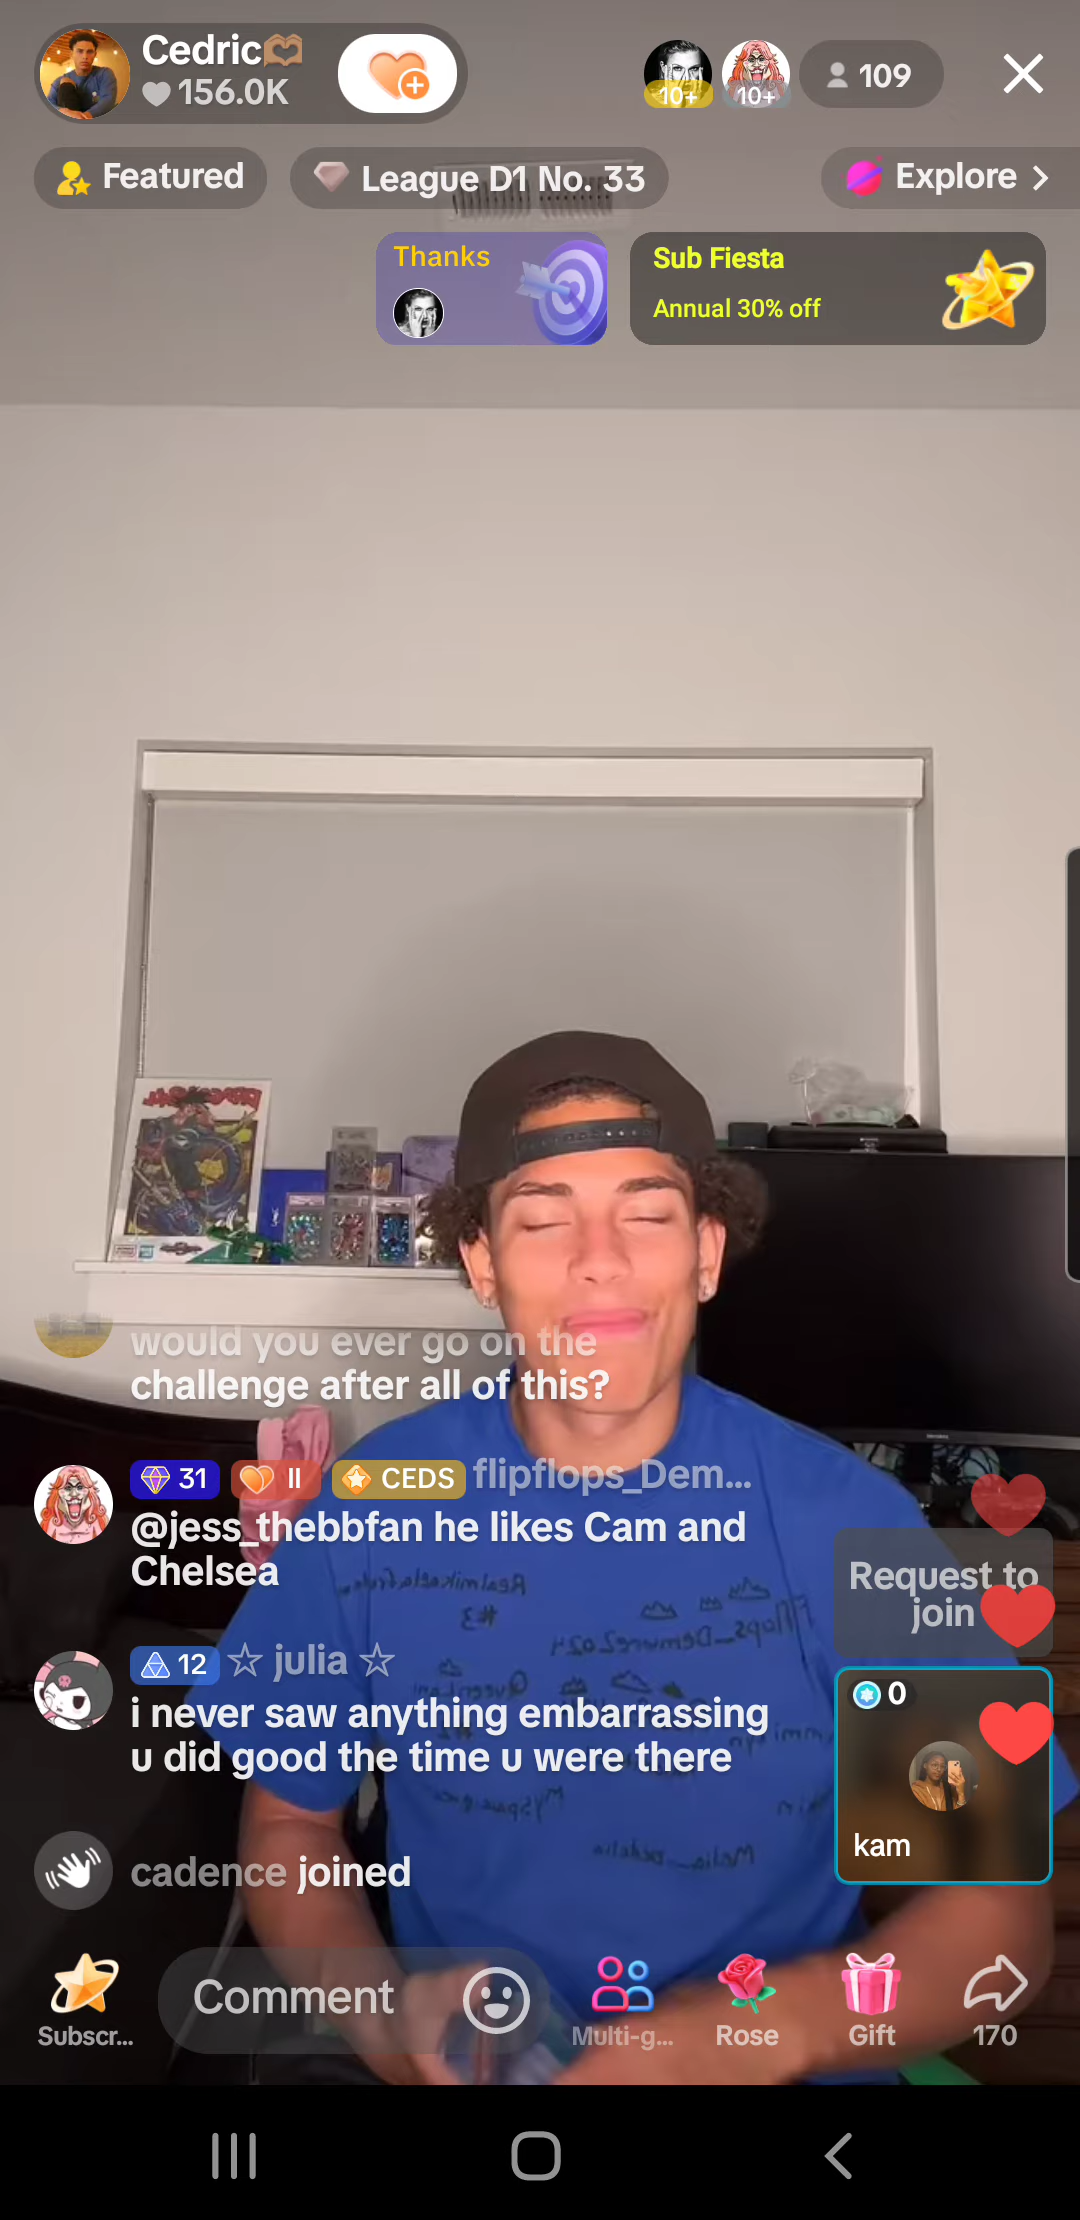 Cedric
156.0K
10+
10+
109
Featured
League D1 No. 33
Explore
Thanks
Sub Fiesta
Annual 30% off
would you ever go on the
challenge after all of this?
31 II CEDS flipflops_Dem...
@jess_thebbfan he likes Cam and
Chelsea
Request to
join
12 ☆ julia ☆
i never saw anything embarrassing
u did good the time u were there
0
kam
cadence joined
Comment
Subscr...
Multi-g...
Rose
Gift
170